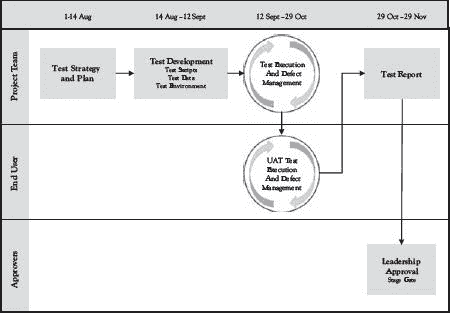 1-14 Aug
14 Aug-12 Sept
12 Sept-29 Oct
29 Oct-29 Nov
Project Team
Test Strategy
and Plan
Test Development
Test Scripts
Test Data
Test Environment
Test Execution
And Defect
Management
Test Report
End User
UAT Test
Execution
And Defect
Management
Approvers
Leadership
Approval
Stage Gate